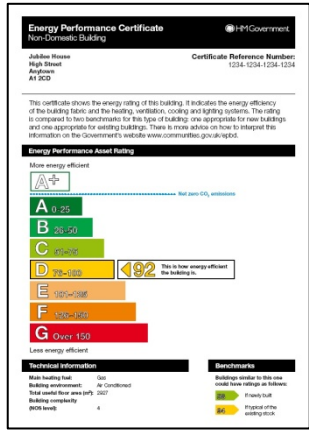 Energy Performance Certificate
Non-Domestic Building
HM Government
Jubilee House
High Street
Anytown
A1 2CD
Certificate Reference Number:
1234-1234-1234-1234
This certificate shows the energy rating of this building. It indicates the energy efficiency
of the building fabric and the heating, ventilation, cooling and lighting systems. The rating
is compared to two benchmarks for this type of building: one appropriate for new buildings
and one appropriate for existing buildings. There is more advice on how to interpret this
information on the Government's website www.communities.gov.uk/epbd.
Energy Performance Asset Rating
More energy efficient
A+
Net zero CO₂ emissions
A 0-25
B 26-50
C 51-75
D 76-100
92 This is how energy efficient
the building is.
E 101-125
F 126-150
G Over 150
Less energy efficient
Technical Information
Main heating fuel: Gas
Building environment: Air Conditioned
Total useful floor area (m²): 2927
Building complexity
(NOS level): 4
Benchmarks
Buildings similar to this one
could have ratings as follows:
If newly built
If typical of the
existing stock